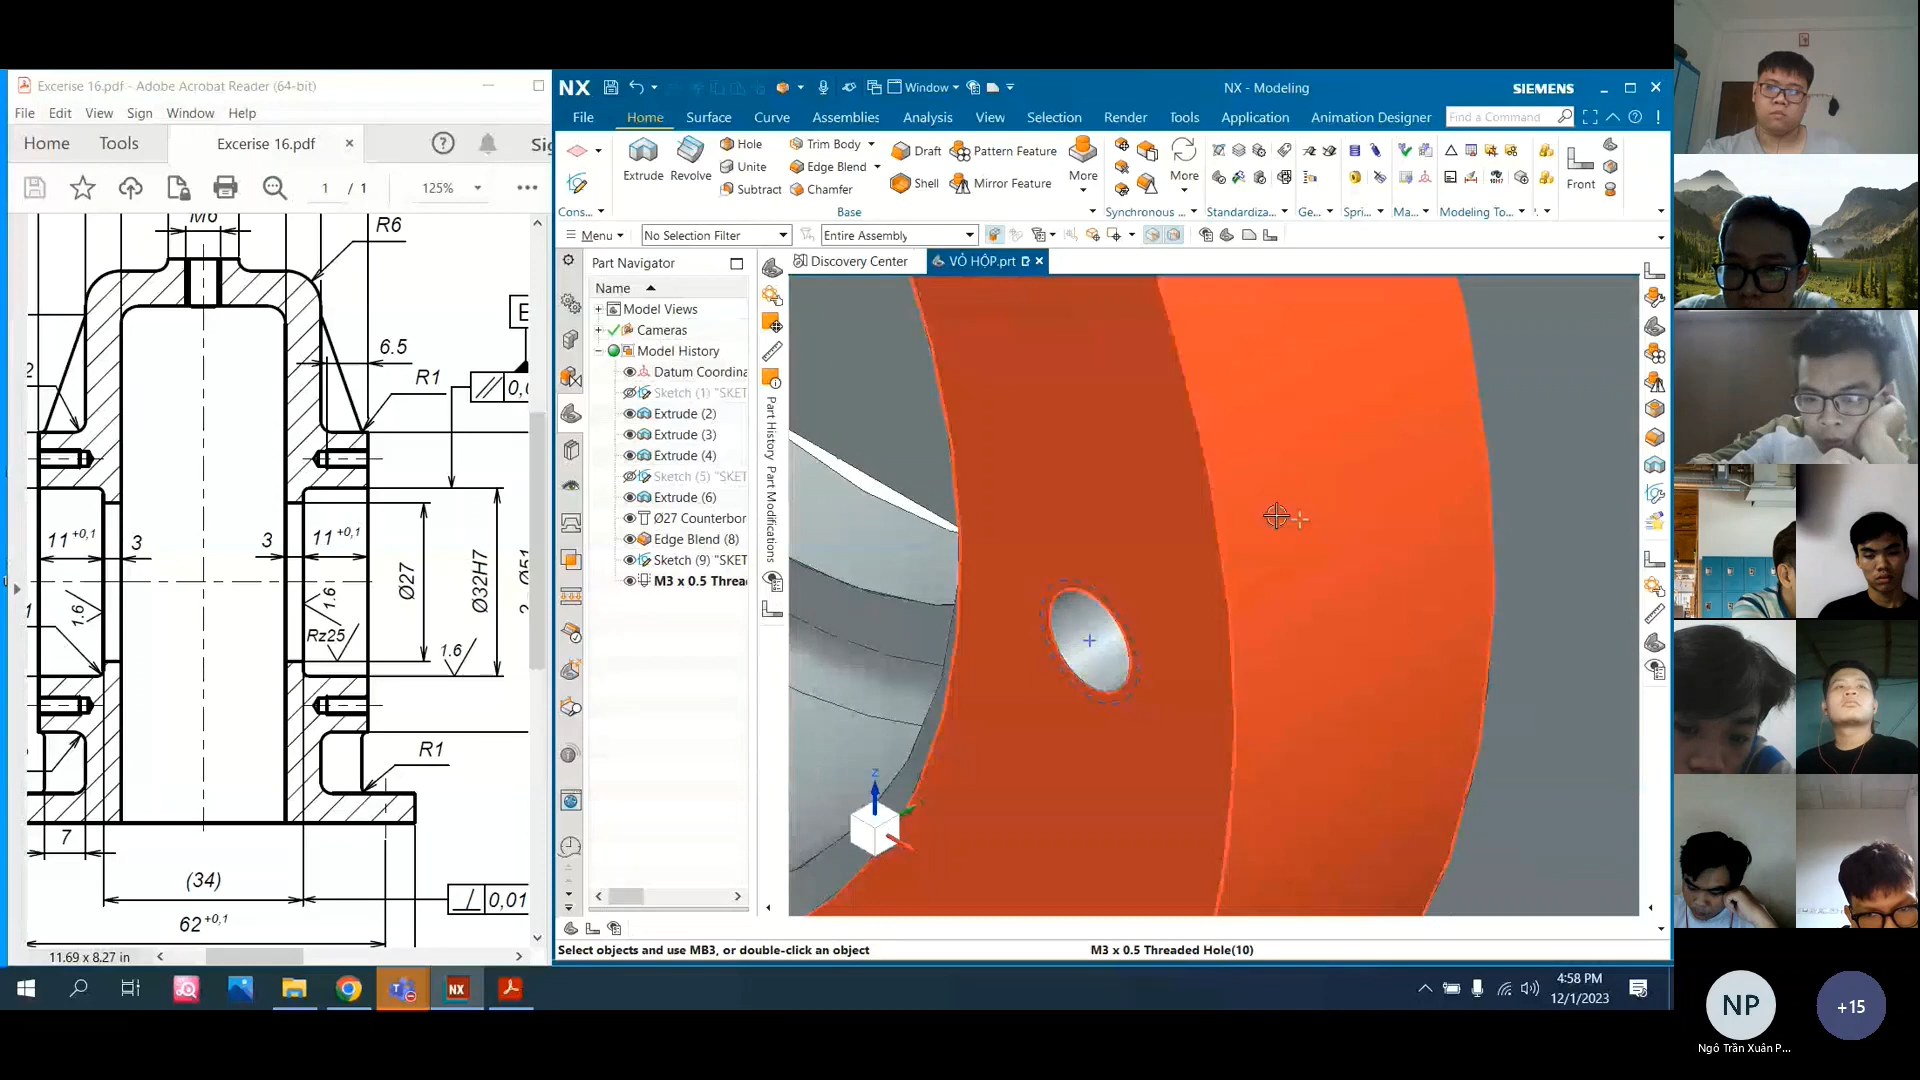 Excerise 16.pdf - Adobe Acrobat Reader (64-bit)
File Edit View Sign Window Help
Home Tools Excerise 16.pdf
1 / 1 125%
M6
R6
6.5
R1
11 +0,1
3
3
11 +0,1
Ø27
Ø32H7
1.6
1.6
Rz25
1.6
R1
7
(34)
0,01
62 +0,1
11.69 x 8.27 in
NX Window NX - Modeling SIEMENS
File Home Surface Curve Assemblies Analysis View Selection Render Tools Application Animation Designer Find a Command
Extrude
Revolve
Hole
Unite
Subtract
Trim Body
Edge Blend
Chamfer
Draft
Shell
Pattern Feature
Mirror Feature
More
More
Front
Cons... Base Synchronous ... Standardiza... Ge... Spri... Ma... Modeling To...
Menu No Selection Filter Entire Assembly
Part Navigator
Name
Model Views
Cameras
Model History
Datum Coordina
Sketch (1) "SKET
Extrude (2)
Extrude (3)
Extrude (4)
Sketch (5) "SKET
Extrude (6)
Ø27 Counterbor
Edge Blend (8)
Sketch (9) "SKET
M3 x 0.5 Threa
Discovery Center VỎ HỘP.prt
Part History
Part Modifications
Z
Select objects and use MB3, or double-click an object M3 x 0.5 Threaded Hole(10)
NX
4:58 PM
12/1/2023
NP
+15
Ngô Trần Xuân P...